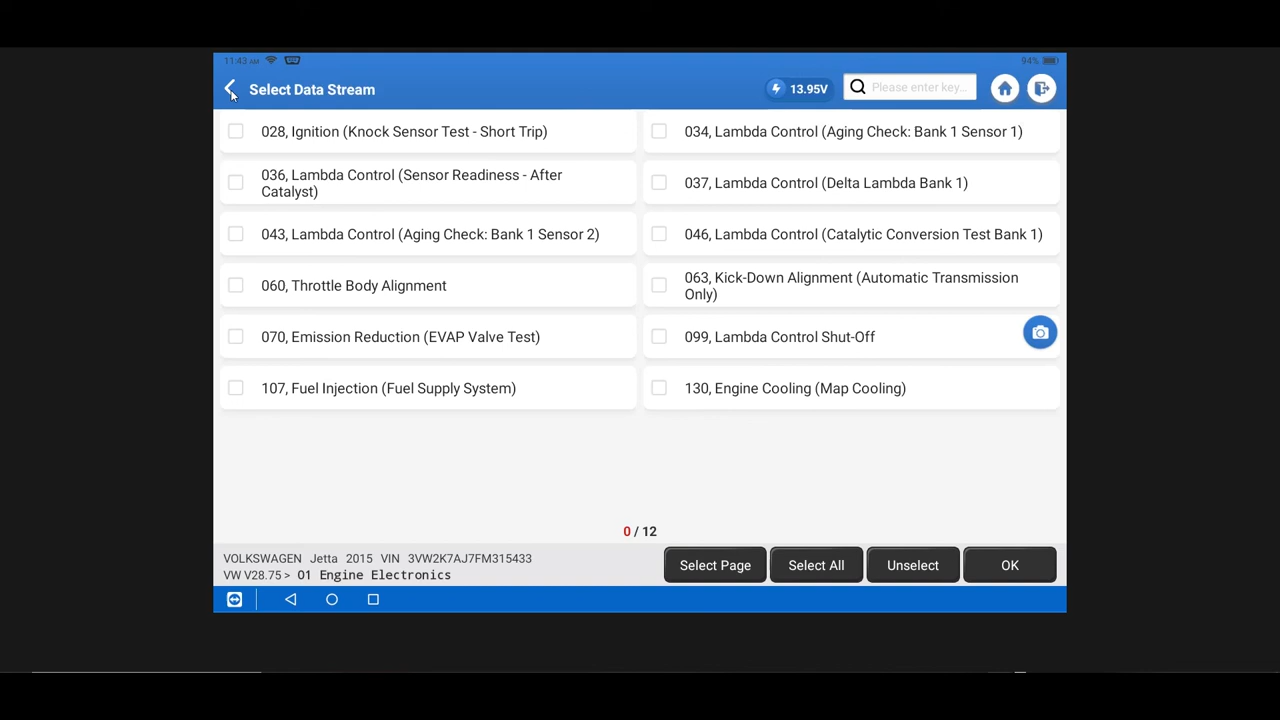 11:43 AM 94%
Select Data Stream 13.95V Please enter key...
028, Ignition (Knock Sensor Test - Short Trip)
034, Lambda Control (Aging Check: Bank 1 Sensor 1)
036, Lambda Control (Sensor Readiness - After
Catalyst)
037, Lambda Control (Delta Lambda Bank 1)
043, Lambda Control (Aging Check: Bank 1 Sensor 2)
046, Lambda Control (Catalytic Conversion Test Bank 1)
060, Throttle Body Alignment
063, Kick-Down Alignment (Automatic Transmission
Only)
070, Emission Reduction (EVAP Valve Test)
099, Lambda Control Shut-Off
107, Fuel Injection (Fuel Supply System)
130, Engine Cooling (Map Cooling)
0 / 12
VOLKSWAGEN Jetta 2015 VIN 3VW2K7AJ7FM315433
VW V28.75 > 01 Engine Electronics
Select Page Select All Unselect OK